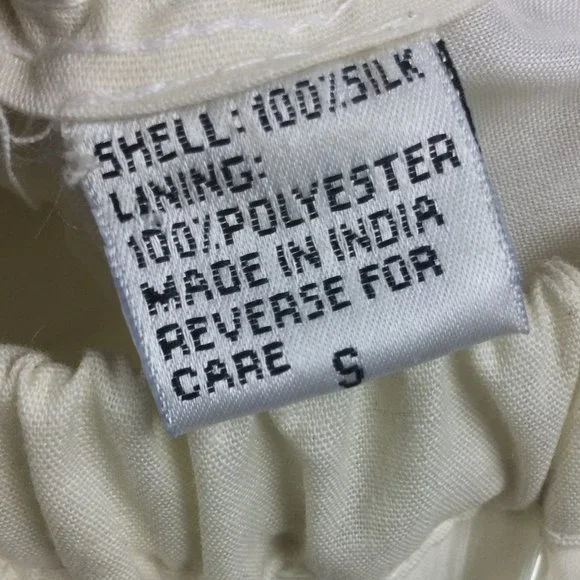 SHELL: 100% SILK
LINING:
100% POLYESTER
MADE IN INDIA
REVERSE FOR
CARE S